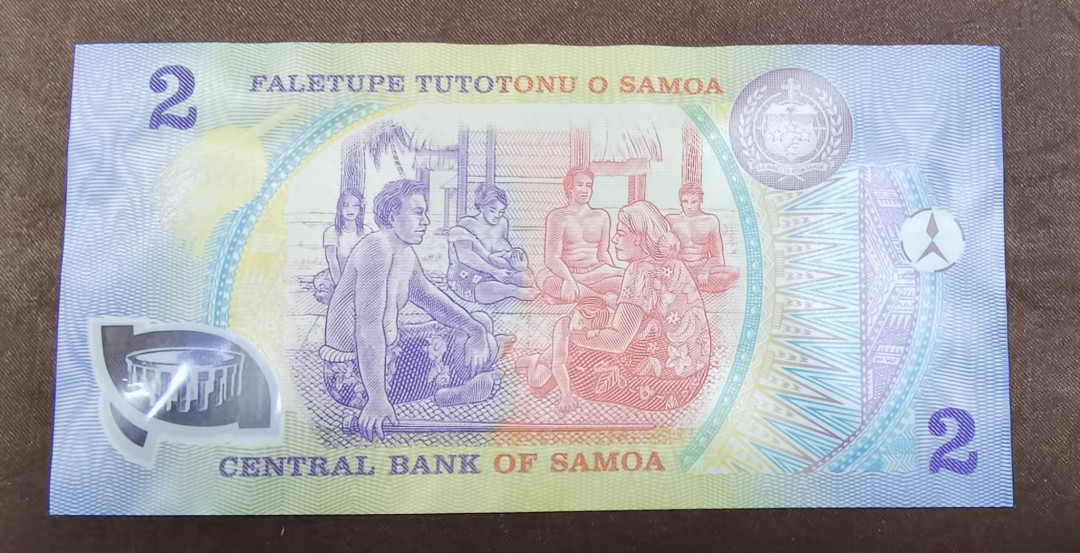 2
FALETUPE TUTOTONU O SAMOA
CENTRAL BANK OF SAMOA
2